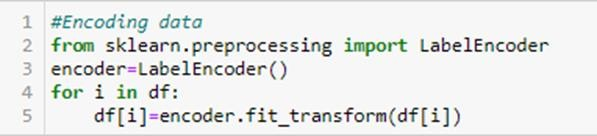 1 #Encoding data
2 from sklearn.preprocessing import LabelEncoder
3 encoder=LabelEncoder()
4 for i in df:
5     df[i]=encoder.fit_transform(df[i])